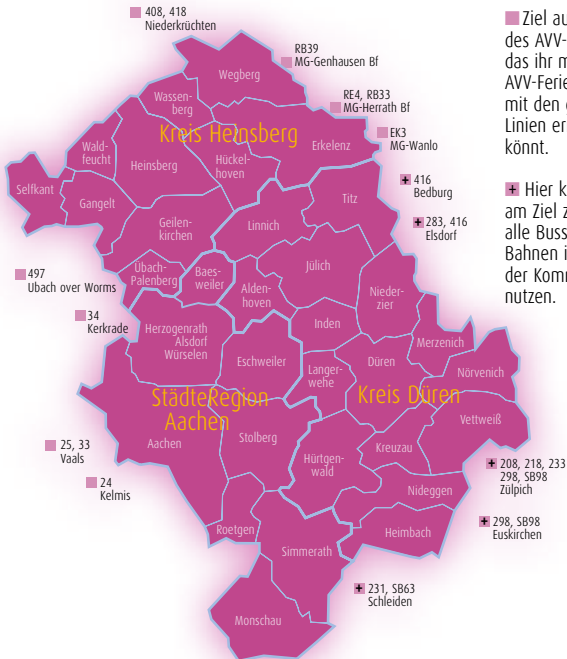 408, 418
Niederkrüchten
RB39
MG-Genhausen Bf
RE4, RB33
MG-Herrath Bf
EK3
MG-Wanlo
416
Bedburg
283, 416
Elsdorf
Wegberg
Wassen-
berg
Kreis Heinsberg
Erkelenz
Hückel-
hoven
Wald-
feucht
Heinsberg
Selfkant
Gangelt
Geilen-
kirchen
Übach-
Palenberg
Titz
Linnich
Jülich
Baes-
weiler
Alden-
hoven
Nieder-
zier
497
Ubach over Worms
34
Kerkrade
Herzogenrath
Alsdorf
Würselen
Inden
Eschweiler
Langer-
wehe
Düren
Merzenich
Nörvenich
StädteRegion
Aachen
Kreis Düren
Vettweiß
Aachen
Stolberg
Kreuzau
Hürtgen-
wald
Nideggen
25, 33
Vaals
24
Kelmis
208, 218, 233
298, SB98
Zülpich
298, SB98
Euskirchen
Roetgen
Heimbach
Simmerath
231, SB63
Schleiden
Monschau
Ziel au
des AVV-
das ihr m
AVV-Ferie
mit den
Linien er
könnt.
Hier k
am Ziel z
alle Buss
Bahnen i
der Komm
nutzen.